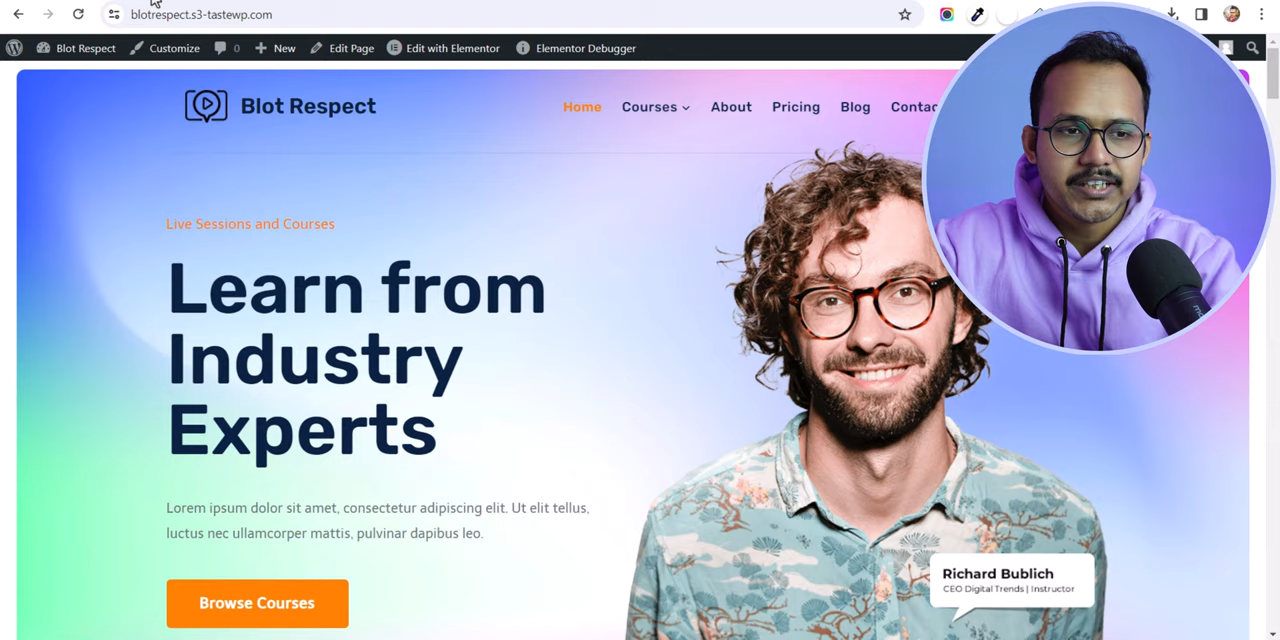 blotrespect.s3-tastewp.com
Blot Respect
Customize
0
New
Edit Page
Edit with Elementor
Elementor Debugger
Blot Respect
Home
Courses
About
Pricing
Blog
Contac
Live Sessions and Courses
Learn from
Industry
Experts
Lorem ipsum dolor sit amet, consectetur adipiscing elit. Ut elit tellus,
luctus nec ullamcorper mattis, pulvinar dapibus leo.
Browse Courses
Richard Bublich
CEO Digital Trends | Instructor